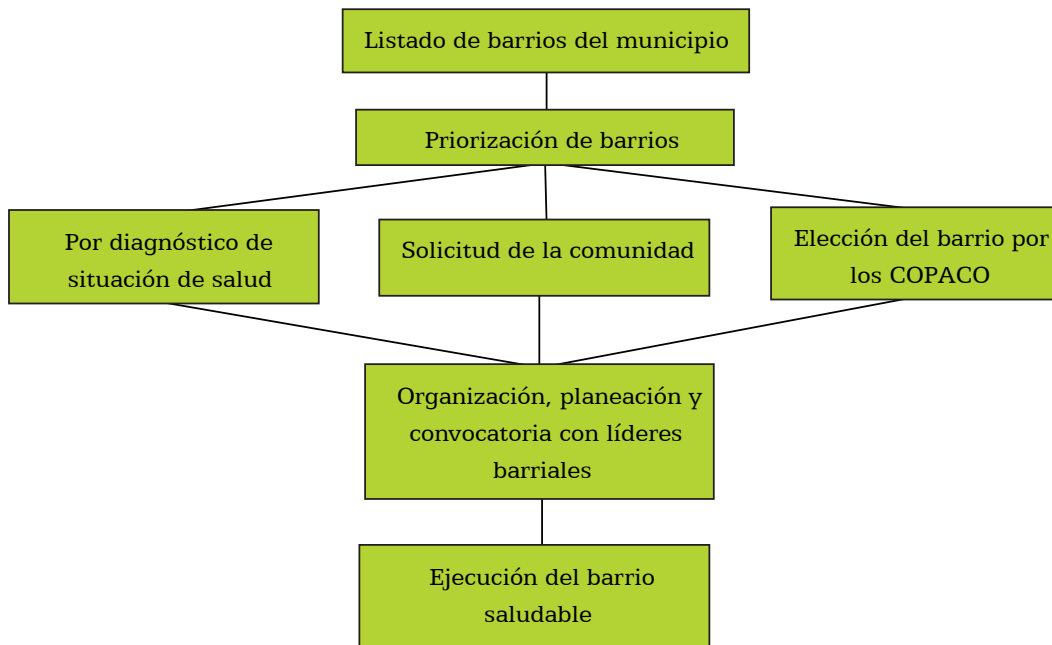 Listado de barrios del municipio
Priorización de barrios
Por diagnóstico de
situación de salud
Solicitud de la comunidad
Elección del barrio por
los COPACO
Organización, planeación y
convocatoria con líderes
barriales
Ejecución del barrio
saludable